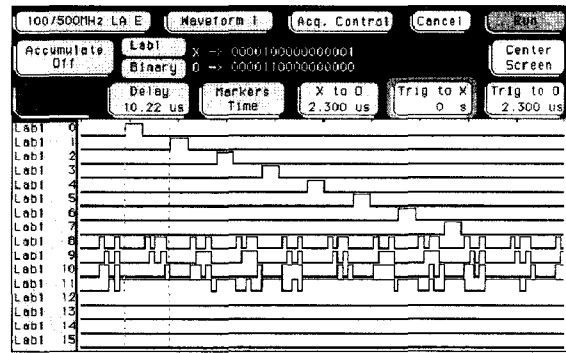 100/500MHz LA E Waveform 1 Acq. Control Cancel Run
Accumulate Off Lab1 X -> 0000100000000001 Center Screen
Binary O -> 0000110000000000
Delay 10.22 us Markers Time X to O 2.300 us Trig to X 0 s Trig to O 2.300 us
Lab1 0
Lab1 1
Lab1 2
Lab1 3
Lab1 4
Lab1 5
Lab1 6
Lab1 7
Lab1 8
Lab1 9
Lab1 10
Lab1 11
Lab1 12
Lab1 13
Lab1 14
Lab1 15